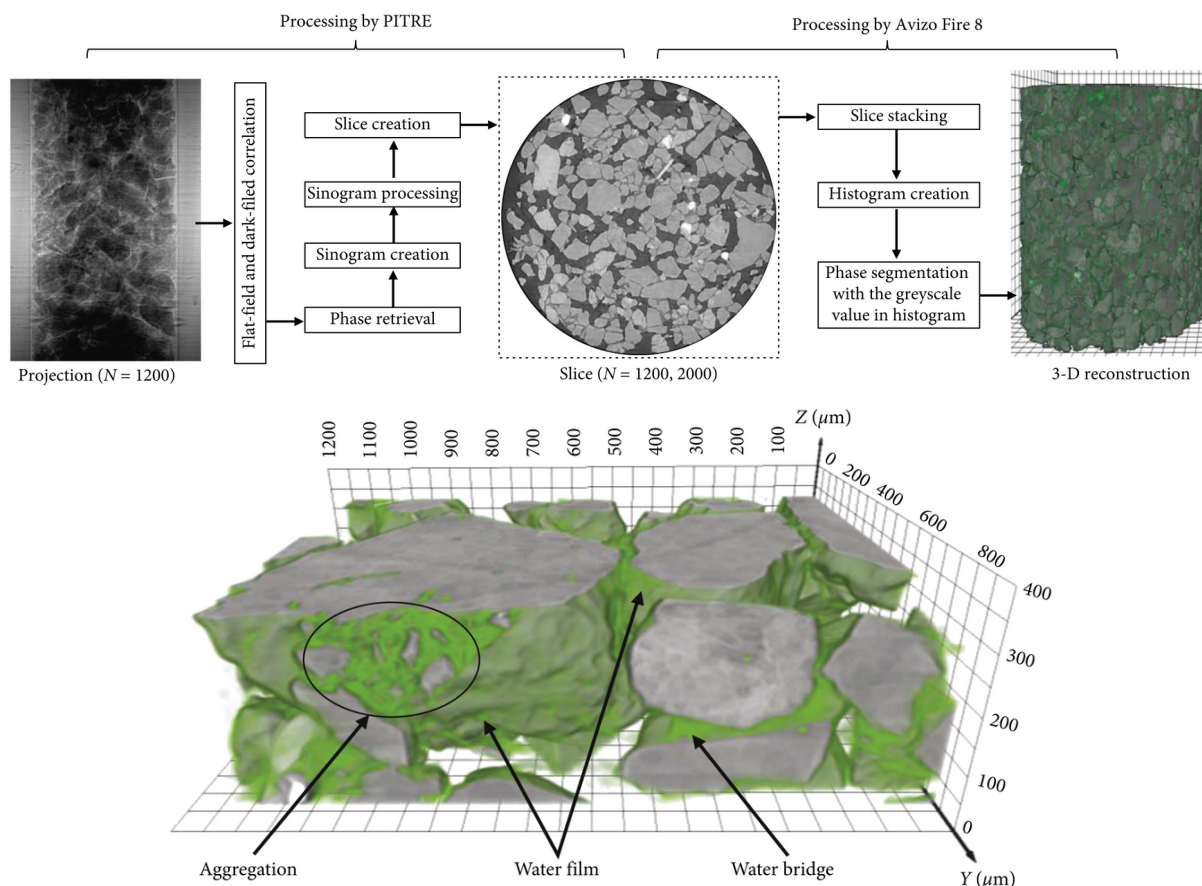 Processing by PITRE
Processing by Avizo Fire 8
Flat-field and dark-filed correlation
Slice creation
Sinogram processing
Sinogram creation
Phase retrieval
Slice stacking
Histogram creation
Phase segmentation
with the greyscale
value in histogram
Projection (N = 1200)
Slice (N = 1200, 2000)
3-D reconstruction
1200
1100
1000
900
800
700
600
500
400
300
200
100
Z (μm)
0
200
400
600
800
400
300
200
100
0
Y (μm)
Aggregation
Water film
Water bridge